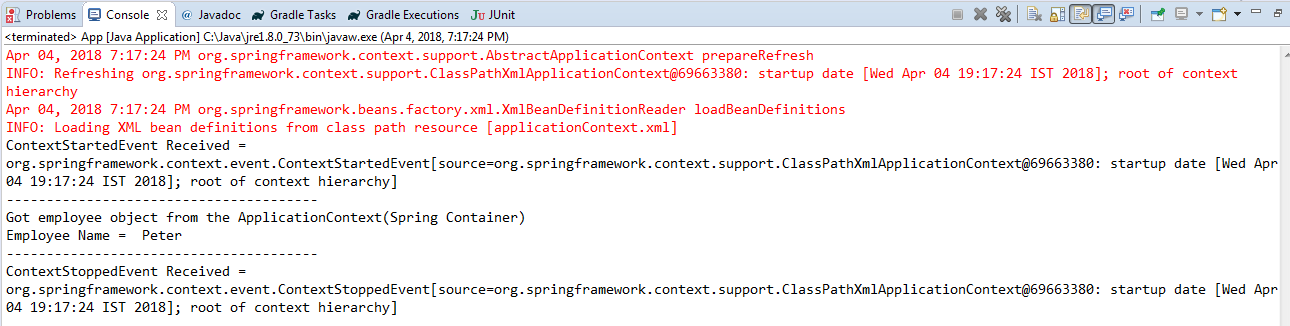 Problems Console Javadoc Gradle Tasks Gradle Executions JUnit
<terminated> App [Java Application] C:\Java\jre1.8.0_73\bin\javaw.exe (Apr 4, 2018, 7:17:24 PM)
Apr 04, 2018 7:17:24 PM org.springframework.context.support.AbstractApplicationContext prepareRefresh
INFO: Refreshing org.springframework.context.support.ClassPathXmlApplicationContext@69663380: startup date [Wed Apr 04 19:17:24 IST 2018]; root of context
hierarchy
Apr 04, 2018 7:17:24 PM org.springframework.beans.factory.xml.XmlBeanDefinitionReader loadBeanDefinitions
INFO: Loading XML bean definitions from class path resource [applicationContext.xml]
ContextStartedEvent Received =
org.springframework.context.event.ContextStartedEvent[source=org.springframework.context.support.ClassPathXmlApplicationContext@69663380: startup date [Wed Apr
04 19:17:24 IST 2018]; root of context hierarchy]
---------------------------------------
Got employee object from the ApplicationContext(Spring Container)
Employee Name =  Peter
---------------------------------------
ContextStoppedEvent Received =
org.springframework.context.event.ContextStoppedEvent[source=org.springframework.context.support.ClassPathXmlApplicationContext@69663380: startup date [Wed Apr
04 19:17:24 IST 2018]; root of context hierarchy]